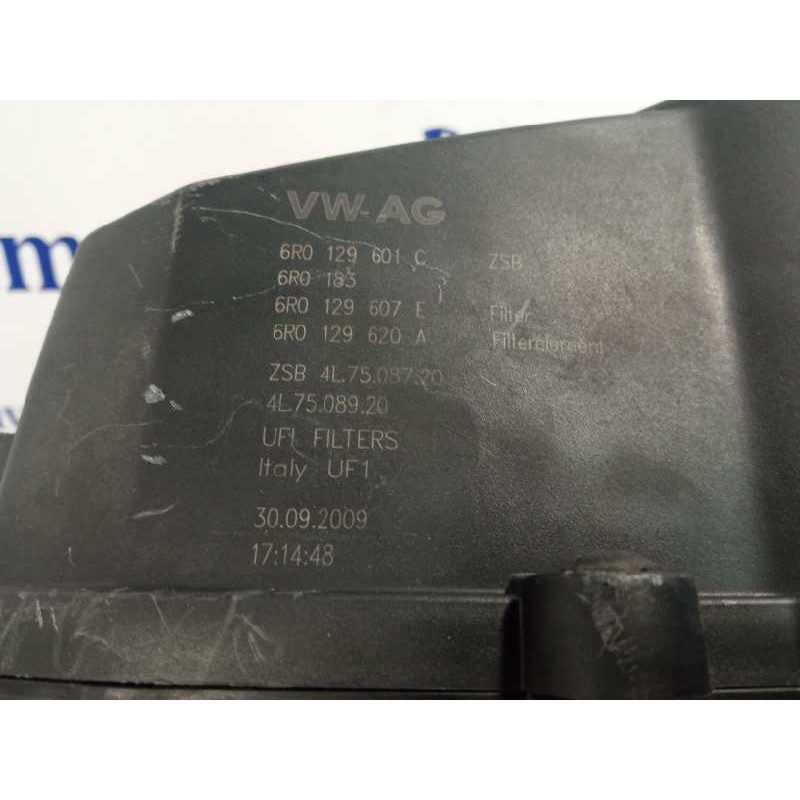 VW-AG
6R0 129 601 C ZSB
6R0 183
6R0 129 607 E Filter
6R0 129 620 A Filterelement
ZSB 4L.75.087.20
4L.75.089.20
UFI FILTERS
Italy UF1
30.09.2009
17:14:48